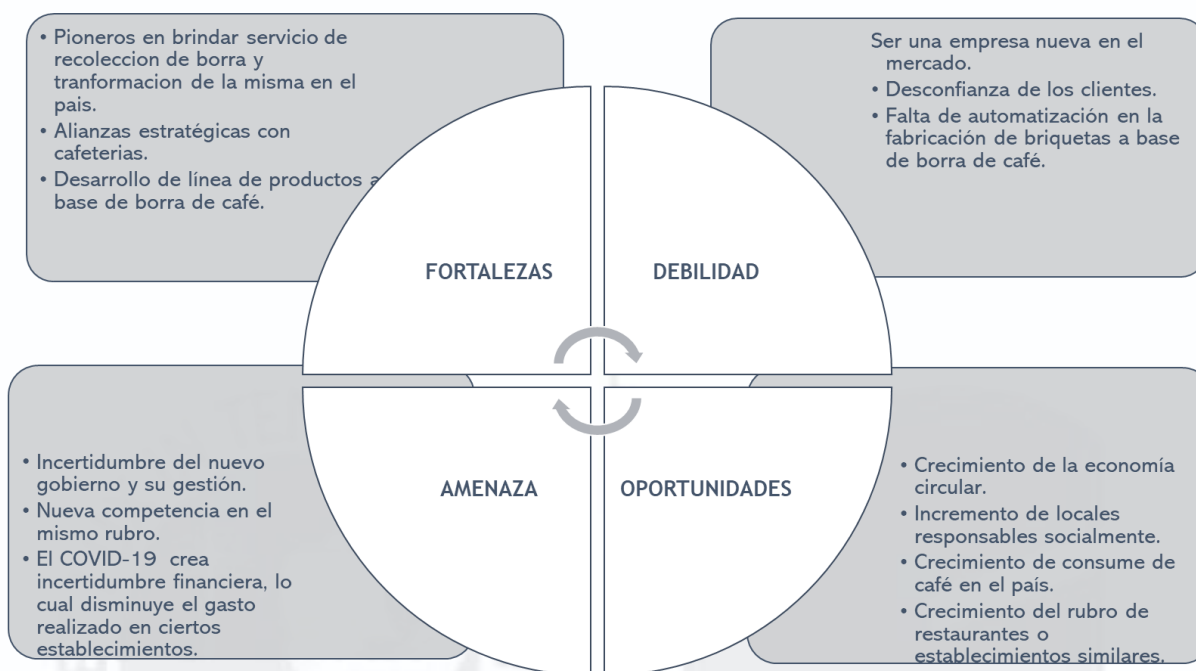 • Pioneros en brindar servicio de
recoleccion de borra y
tranformacion de la misma en el
pais.
• Alianzas estratégicas con
cafeterias.
• Desarrollo de línea de productos a
base de borra de café.
Ser una empresa nueva en el
mercado.
• Desconfianza de los clientes.
• Falta de automatización en la
fabricación de briquetas a base
de borra de café.
FORTALEZAS
DEBILIDAD
AMENAZA
OPORTUNIDADES
• Incertidumbre del nuevo
gobierno y su gestión.
• Nueva competencia en el
mismo rubro.
• El COVID-19 crea
incertidumbre financiera, lo
cual disminuye el gasto
realizado en ciertos
establecimientos.
• Crecimiento de la economía
circular.
• Incremento de locales
responsables socialmente.
• Crecimiento de consume de
café en el país.
• Crecimiento del rubro de
restaurantes o
establecimientos similares.